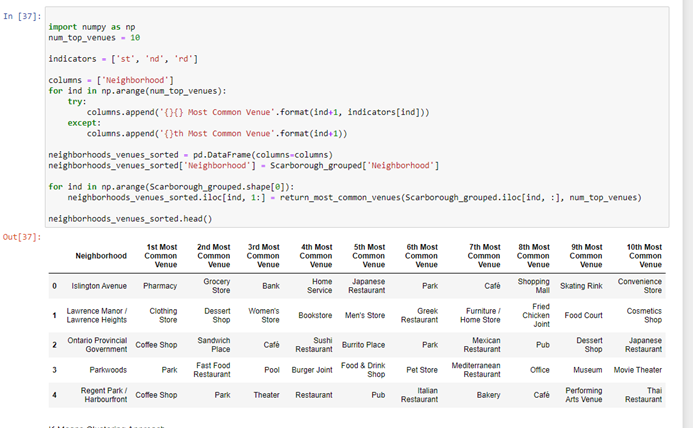 In [37]:
import numpy as np
num_top_venues = 10
indicators = ['st', 'nd', 'rd']
columns = ['Neighborhood']
for ind in np.arange(num_top_venues):
    try:
        columns.append('{}{} Most Common Venue'.format(ind+1, indicators[ind]))
    except:
        columns.append('{}th Most Common Venue'.format(ind+1))
neighborhoods_venues_sorted = pd.DataFrame(columns=columns)
neighborhoods_venues_sorted['Neighborhood'] = Scarborough_grouped['Neighborhood']
for ind in np.arange(Scarborough_grouped.shape[0]):
    neighborhoods_venues_sorted.iloc[ind, 1:] = return_most_common_venues(Scarborough_grouped.iloc[ind, :], num_top_venues)
neighborhoods_venues_sorted.head()
Out[37]:
Neighborhood 1st Most Common Venue 2nd Most Common Venue 3rd Most Common Venue 4th Most Common Venue 5th Most Common Venue 6th Most Common Venue 7th Most Common Venue 8th Most Common Venue 9th Most Common Venue 10th Most Common Venue
0 Islington Avenue Pharmacy Grocery Store Bank Home Service Japanese Restaurant Park Café Shopping Mall Skating Rink Convenience Store
1 Lawrence Manor / Lawrence Heights Clothing Store Dessert Shop Women's Store Bookstore Men's Store Greek Restaurant Furniture / Home Store Fried Chicken Joint Food Court Cosmetics Shop
2 Ontario Provincial Government Coffee Shop Sandwich Place Café Sushi Restaurant Burrito Place Park Mexican Restaurant Pub Dessert Shop Japanese Restaurant
3 Parkwoods Park Fast Food Restaurant Pool Burger Joint Food & Drink Shop Pet Store Mediterranean Restaurant Office Museum Movie Theater
4 Regent Park / Harbourfront Coffee Shop Park Theater Restaurant Pub Italian Restaurant Bakery Café Performing Arts Venue Thai Restaurant